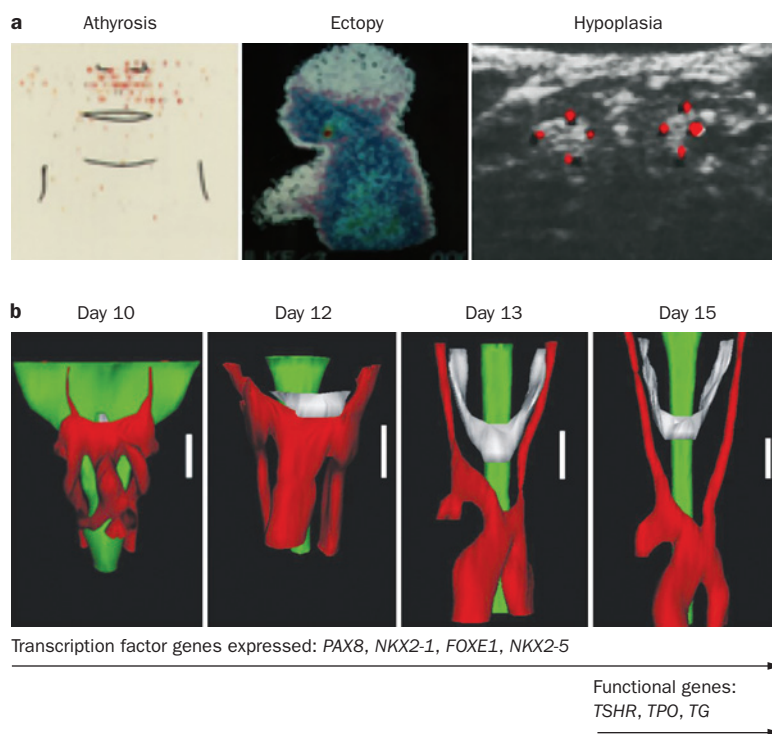 a
Athyrosis Ectopy Hypoplasia
b
Day 10 Day 12 Day 13 Day 15
Transcription factor genes expressed: PAX8, NKX2-1, FOXE1, NKX2-5
Functional genes:
TSHR, TPO, TG